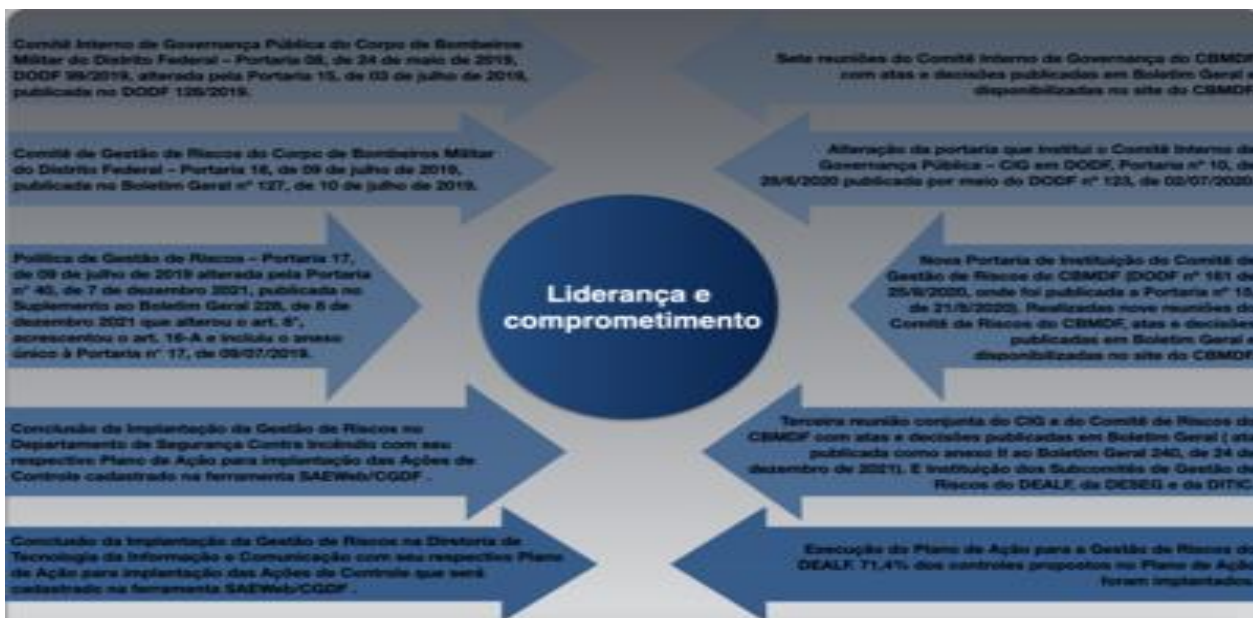 Comitê Interno de Governança Pública do Corpo de Bombeiros
Militar do Distrito Federal – Portaria 08, de 24 de maio de 2019,
DODF 99/2019, alterada pela Portaria 15, de 03 de julho de 2019,
publicada no DODF 126/2019.
Comitê de Gestão de Riscos do Corpo de Bombeiros Militar
do Distrito Federal – Portaria 16, de 09 de julho de 2019,
publicada no Boletim Geral nº 127, de 10 de julho de 2019.
Política de Gestão de Riscos – Portaria 17,
de 09 de julho de 2019 alterada pela Portaria
nº 40, de 7 de dezembro 2021, publicada no
Suplemento ao Boletim Geral 228, de 8 de
dezembro 2021 que alterou o art. 8°,
acrescentou o art. 16-A e incluiu o anexo
único à Portaria n° 17, de 09/07/2019.
Conclusão da Implantação da Gestão de Riscos no
Departamento de Segurança Contra Incêndio com seu
respectivo Plano de Ação para implantação das Ações de
Controle cadastrado na ferramenta SAEWeb/CGDF .
Conclusão da Implantação da Gestão de Riscos na Diretoria de
Tecnologia da Informação e Comunicação com seu respectivo Plano
de Ação para implantação das Ações de Controle que será
cadastrado na ferramenta SAEWeb/CGDF .
Liderança e
comprometimento
Sete reuniões do Comitê Interno de Governança do CBMDF
com atas e decisões publicadas em Boletim Geral e
disponibilizadas no site do CBMDF
Alteração da portaria que institui o Comitê Interno de
Governança Pública – CIG em DODF, Portaria nº 10, de
29/6/2020 publicada por meio do DODF nº 123, de 02/07/2020
Nova Portaria de Instituição do Comitê de
Gestão de Riscos do CBMDF (DODF nº 161 de
25/8/2020, onde foi publicada a Portaria nº 15
de 21/8/2020). Realizadas nove reuniões do
Comitê de Riscos do CBMDF, atas e decisões
publicadas em Boletim Geral e
disponibilizadas no site do CBMDF
Terceira reunião conjunta do CIG e do Comitê de Riscos do
CBMDF com atas e decisões publicadas em Boletim Geral ( ata
publicada como anexo II ao Boletim Geral 240, de 24 de
dezembro de 2021). E Instituição dos Subcomitês de Gestão de
Riscos do DEALF, da DESEG e da DITIC
Execução do Plano de Ação para a Gestão de Riscos do
DEALF. 71,4% dos controles propostos no Plano de Ação
foram implantados